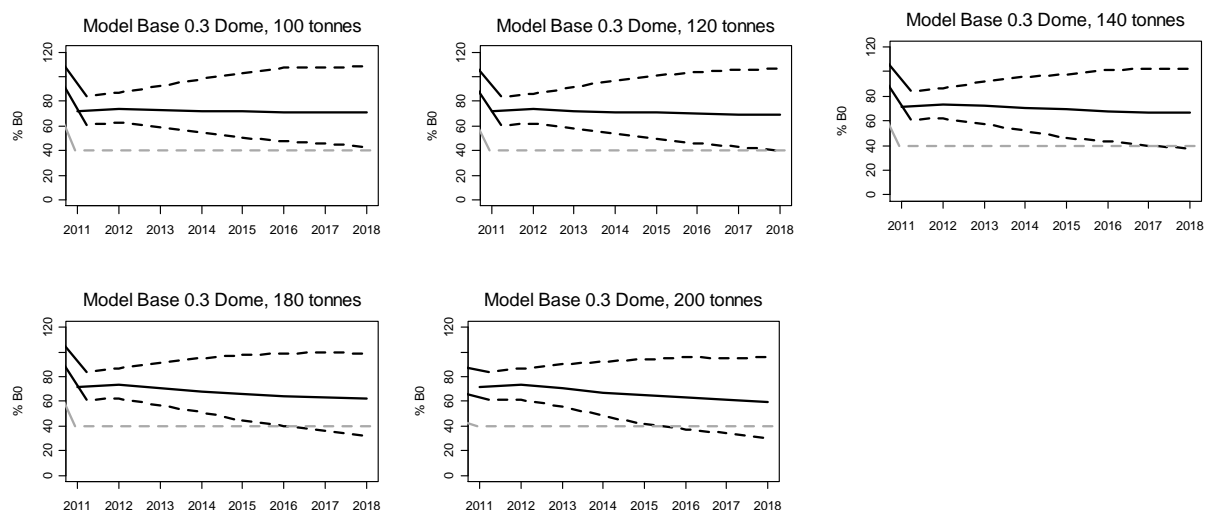 Model Base 0.3 Dome, 100 tonnes
% B0
0 20 40 60 80 120
2011 2012 2013 2014 2015 2016 2017 2018
Model Base 0.3 Dome, 120 tonnes
% B0
0 20 40 60 80 120
2011 2012 2013 2014 2015 2016 2017 2018
Model Base 0.3 Dome, 140 tonnes
% B0
0 20 40 60 80 120
2011 2012 2013 2014 2015 2016 2017 2018
Model Base 0.3 Dome, 180 tonnes
% B0
0 20 40 60 80 120
2011 2012 2013 2014 2015 2016 2017 2018
Model Base 0.3 Dome, 200 tonnes
% B0
0 20 40 60 80 120
2011 2012 2013 2014 2015 2016 2017 2018